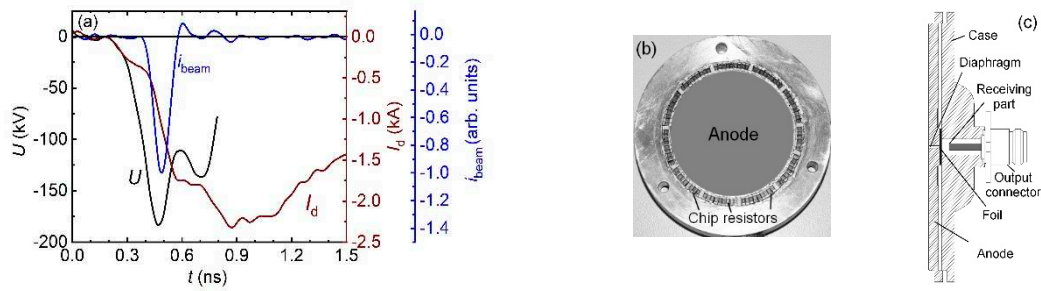 (a)
0
-50
-100
-150
-200
U (kV)
0.0
0.3
0.6
0.9
1.2
1.5
t (ns)
i_beam
U
I_d
0.0
-0.5
-1.0
-1.5
-2.0
-2.5
I_d (kA)
0.0
-0.2
-0.4
-0.6
-0.8
-1.0
-1.2
-1.4
i_beam (arb. units)
(b)
Anode
Chip resistors
(c)
Case
Diaphragm
Receiving
part
Output
connector
Foil
Anode